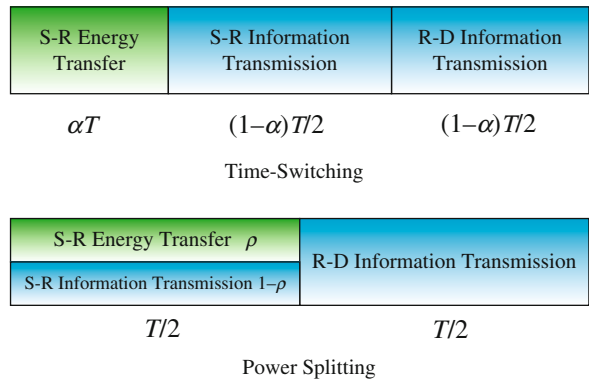 S-R Energy
Transfer
S-R Information
Transmission
R-D Information
Transmission
αT
(1–α)T/2
(1–α)T/2
Time-Switching
S-R Energy Transfer ρ
S-R Information Transmission 1–ρ
R-D Information Transmission
T/2
T/2
Power Splitting